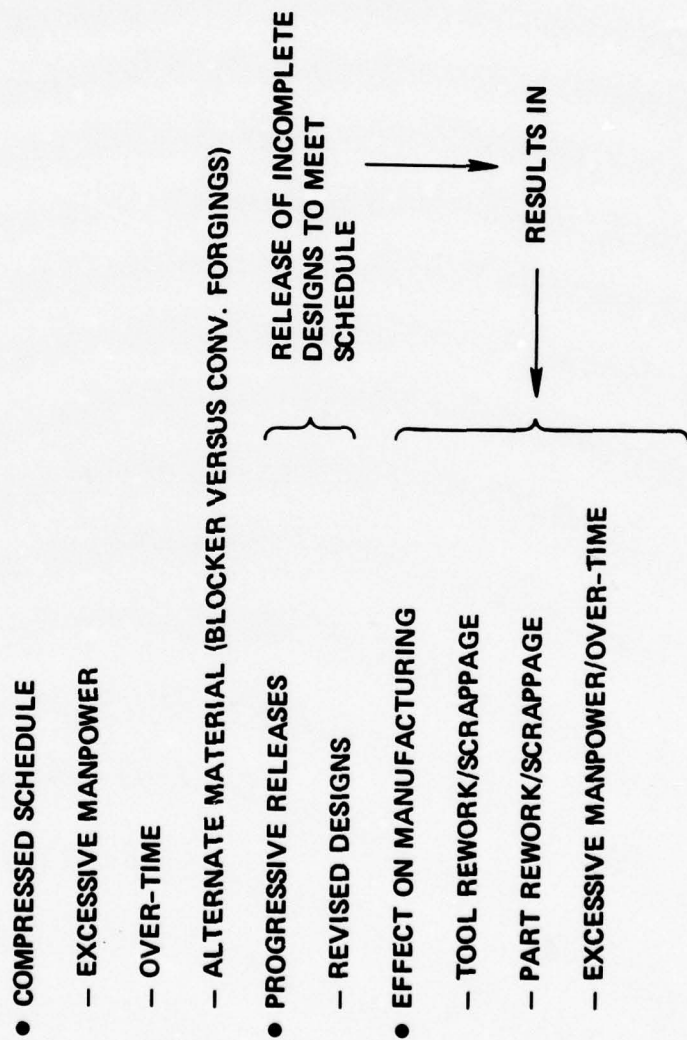 ● COMPRESSED SCHEDULE
– EXCESSIVE MANPOWER
– OVER-TIME
– ALTERNATE MATERIAL (BLOCKER VERSUS CONV. FORGINGS)
● PROGRESSIVE RELEASES
– REVISED DESIGNS
RELEASE OF INCOMPLETE
DESIGNS TO MEET
SCHEDULE
● EFFECT ON MANUFACTURING
– TOOL REWORK/SCRAPPAGE
– PART REWORK/SCRAPPAGE
– EXCESSIVE MANPOWER/OVER-TIME
RESULTS IN